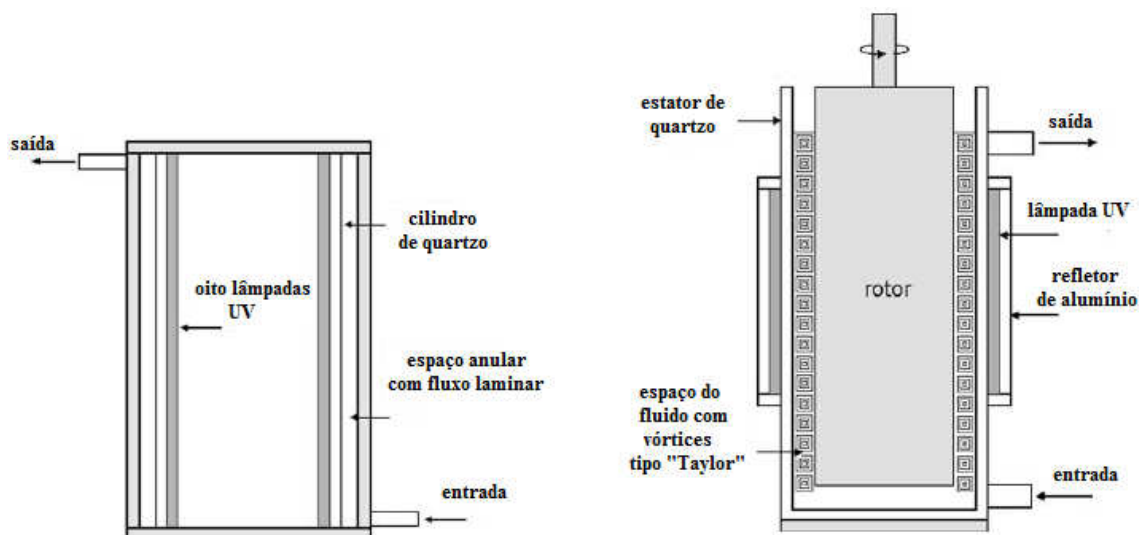 saída
cilindro
de quartzo
oito lâmpadas
UV
espaço anular
com fluxo laminar
entrada
estator de
quartzo
saída
lâmpada UV
rotor
refletor
de alumínio
espaço do
fluido com
vórtices
tipo "Taylor"
entrada